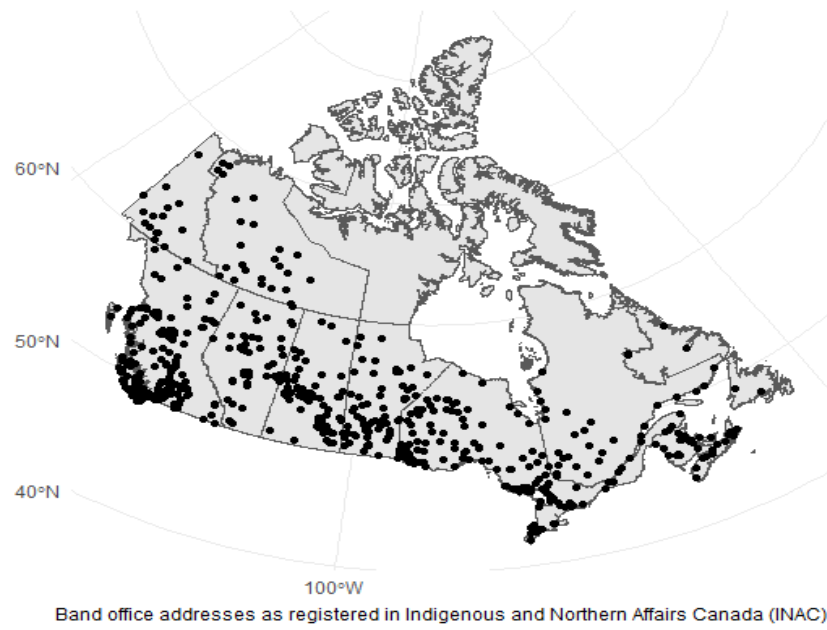 60°N
50°N
40°N
100°W
Band office addresses as registered in Indigenous and Northern Affairs Canada (INAC)